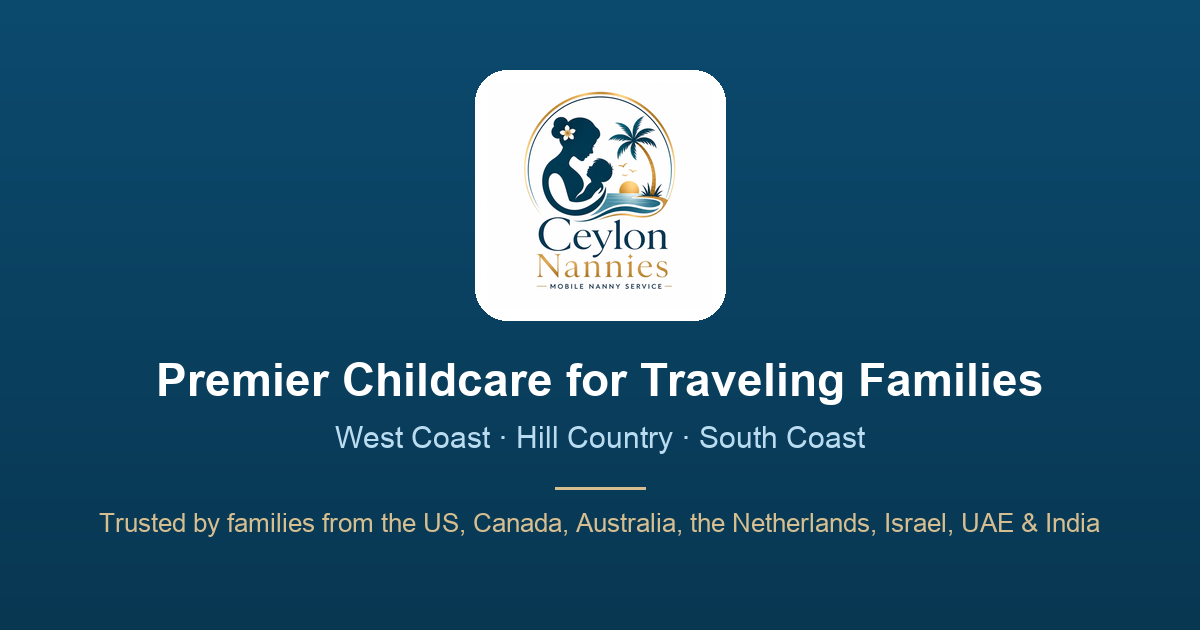 Ceylon
Nannies
MOBILE NANNY SERVICE
Premier Childcare for Traveling Families
West Coast · Hill Country · South Coast
Trusted by families from the US, Canada, Australia, the Netherlands, Israel, UAE & India